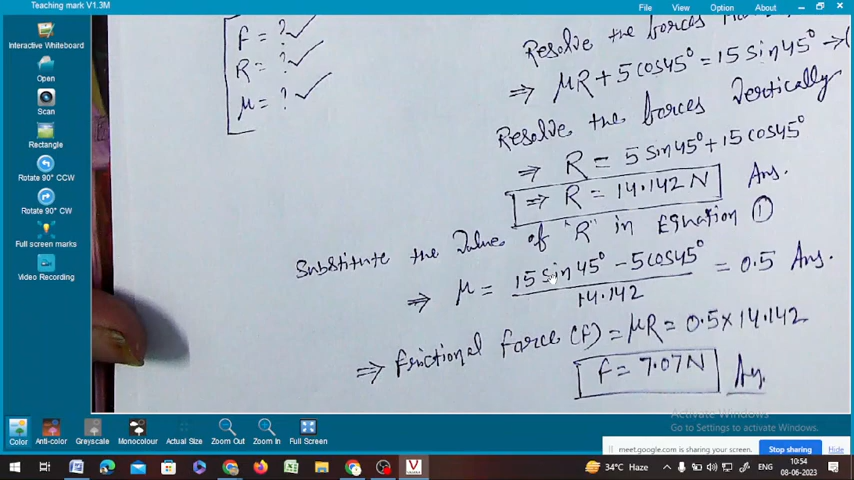 Teaching mark V1.3M
File View Option About
Interactive Whiteboard
Open
Scan
Rectangle
Rotate 90° CCW
Rotate 90° CW
Full screen marks
Video Recording
F = ?
R = ?
μ = ?
Resolve the forces
⇒ μR + 5 cos45° = 15 sin45° →(
Resolve the forces vertically
⇒ R = 5 sin45° + 15 cos45°
⇒ R = 14.142 N Ans.
Substitute the value of "R" in Equation ①
⇒ μ = 15 sin45° - 5 cos45° / 14.142 = 0.5 Ans.
⇒ Frictional force (f) = μR = 0.5 × 14.142
f = 7.07N Ans.
Activate Windows
Go to Settings to activate Windows.
Color Anti-color Greyscale Monocolour Actual Size Zoom Out Zoom In Full Screen
meet.google.com is sharing your screen. Stop sharing Hide
34°C Haze ENG 10:54
08-06-2023